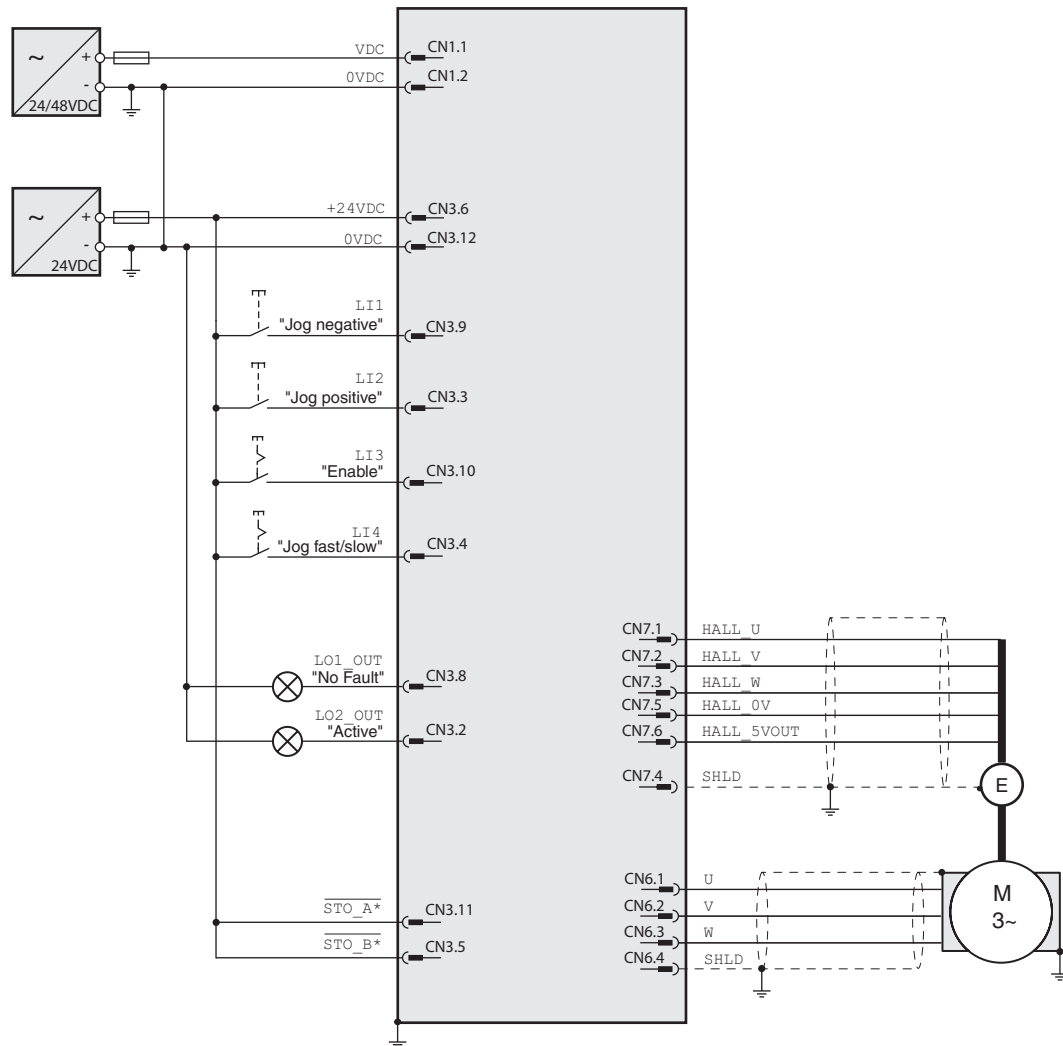 VDC CN1.1
~ + 0VDC CN1.2
-
24/48VDC
~ + +24VDC CN3.6
- 0VDC CN3.12
24VDC
LI1
"Jog negative" CN3.9
LI2
"Jog positive" CN3.3
LI3
"Enable" CN3.10
LI4
"Jog fast/slow" CN3.4
LO1_OUT
"No Fault" CN3.8
LO2_OUT
"Active" CN3.2
STO_A* CN3.11
STO_B* CN3.5
CN7.1 HALL_U
CN7.2 HALL_V
CN7.3 HALL_W
CN7.5 HALL_0V
CN7.6 HALL_5VOUT
CN7.4 SHLD
E
CN6.1 U
CN6.2 V
CN6.3 W
CN6.4 SHLD
M
3~